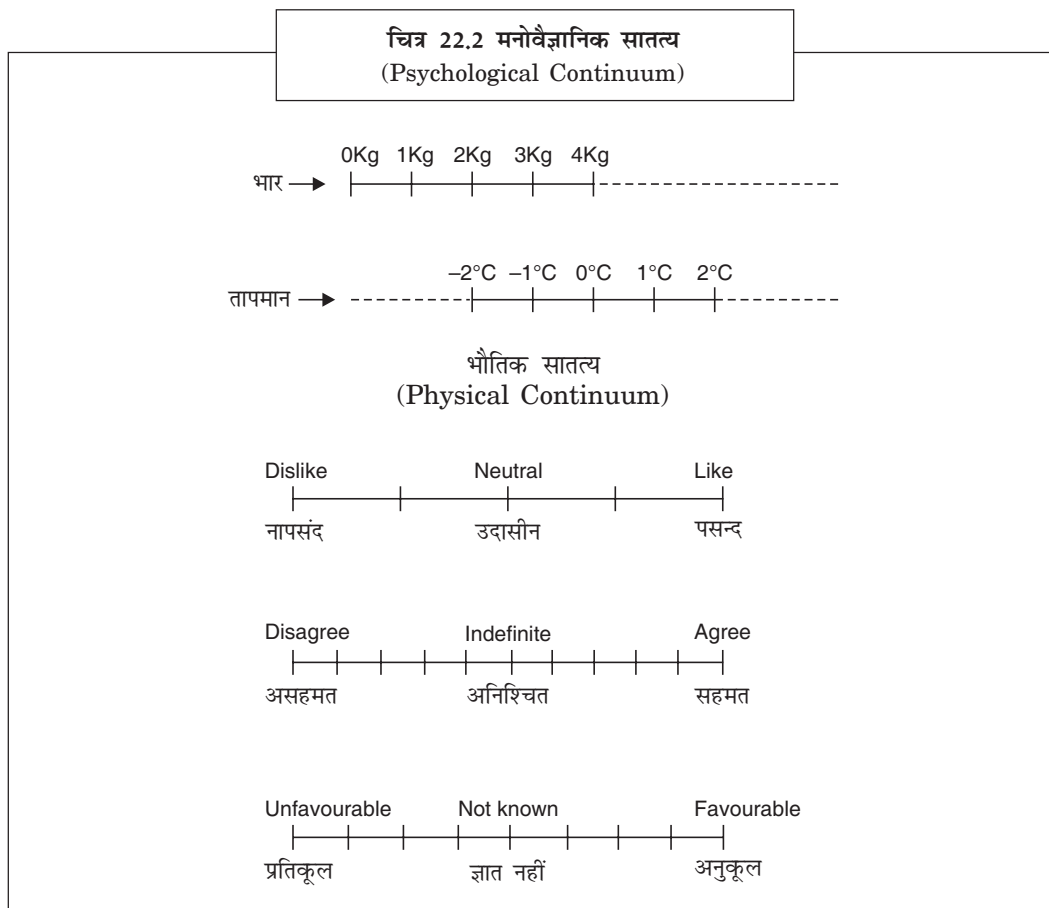 चित्र 22.2 मनोवैज्ञानिक सातत्य
(Psychological Continuum)
0Kg 1Kg 2Kg 3Kg 4Kg
भार
–2°C –1°C 0°C 1°C 2°C
तापमान
भौतिक सातत्य
(Physical Continuum)
Dislike Neutral Like
नापसंद उदासीन पसन्द
Disagree Indefinite Agree
असहमत अनिश्चित सहमत
Unfavourable Not known Favourable
प्रतिकूल ज्ञात नहीं अनुकूल